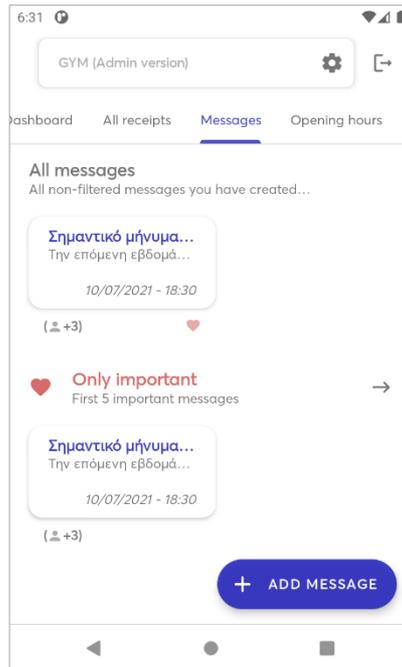 6:31
GYM (Admin version)
Dashboard All receipts Messages Opening hours
All messages
All non-filtered messages you have created...
Σημαντικό μήνυμα...
Την επόμενη εβδομά...
10/07/2021 - 18:30
(+3)
Only important
First 5 important messages
Σημαντικό μήνυμα...
Την επόμενη εβδομά...
10/07/2021 - 18:30
(+3)
ADD MESSAGE